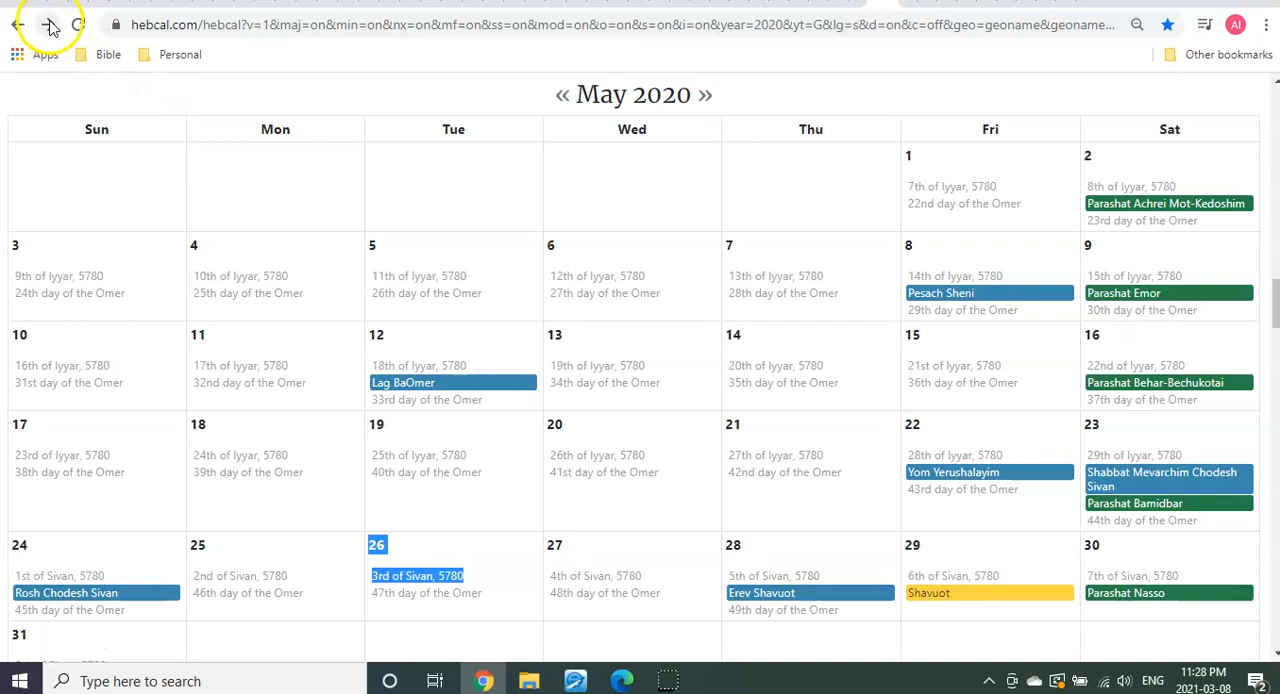 hebcal.com/hebcal?v=1&maj=on&min=on&nx=on&mf=on&ss=on&mod=on&o=on&s=on&i=on&year=2020&yt=G&lg=s&d=on&c=off&geo=geoname&geoname...
AI
Apps Bible Personal Other bookmarks
« May 2020 »
Sun Mon Tue Wed Thu Fri Sat
1 2
7th of Iyyar, 5780 8th of Iyyar, 5780
22nd day of the Omer Parashat Achrei Mot-Kedoshim
23rd day of the Omer
3 4 5 6 7 8 9
9th of Iyyar, 5780 10th of Iyyar, 5780 11th of Iyyar, 5780 12th of Iyyar, 5780 13th of Iyyar, 5780 14th of Iyyar, 5780 15th of Iyyar, 5780
24th day of the Omer 25th day of the Omer 26th day of the Omer 27th day of the Omer 28th day of the Omer Pesach Sheni Parashat Emor
29th day of the Omer 30th day of the Omer
10 11 12 13 14 15 16
16th of Iyyar, 5780 17th of Iyyar, 5780 18th of Iyyar, 5780 19th of Iyyar, 5780 20th of Iyyar, 5780 21st of Iyyar, 5780 22nd of Iyyar, 5780
31st day of the Omer 32nd day of the Omer Lag BaOmer 34th day of the Omer 35th day of the Omer 36th day of the Omer Parashat Behar-Bechukotai
33rd day of the Omer 37th day of the Omer
17 18 19 20 21 22 23
23rd of Iyyar, 5780 24th of Iyyar, 5780 25th of Iyyar, 5780 26th of Iyyar, 5780 27th of Iyyar, 5780 28th of Iyyar, 5780 29th of Iyyar, 5780
38th day of the Omer 39th day of the Omer 40th day of the Omer 41st day of the Omer 42nd day of the Omer Yom Yerushalayim Shabbat Mevarchim Chodesh
Sivan
43rd day of the Omer Parashat Bamidbar
44th day of the Omer
24 25 26 27 28 29 30
1st of Sivan, 5780 2nd of Sivan, 5780 3rd of Sivan, 5780 4th of Sivan, 5780 5th of Sivan, 5780 6th of Sivan, 5780 7th of Sivan, 5780
Rosh Chodesh Sivan 46th day of the Omer 47th day of the Omer 48th day of the Omer Erev Shavuot Shavuot Parashat Nasso
45th day of the Omer 49th day of the Omer
31
Type here to search
ENG
11:28 PM
2021-03-08
2